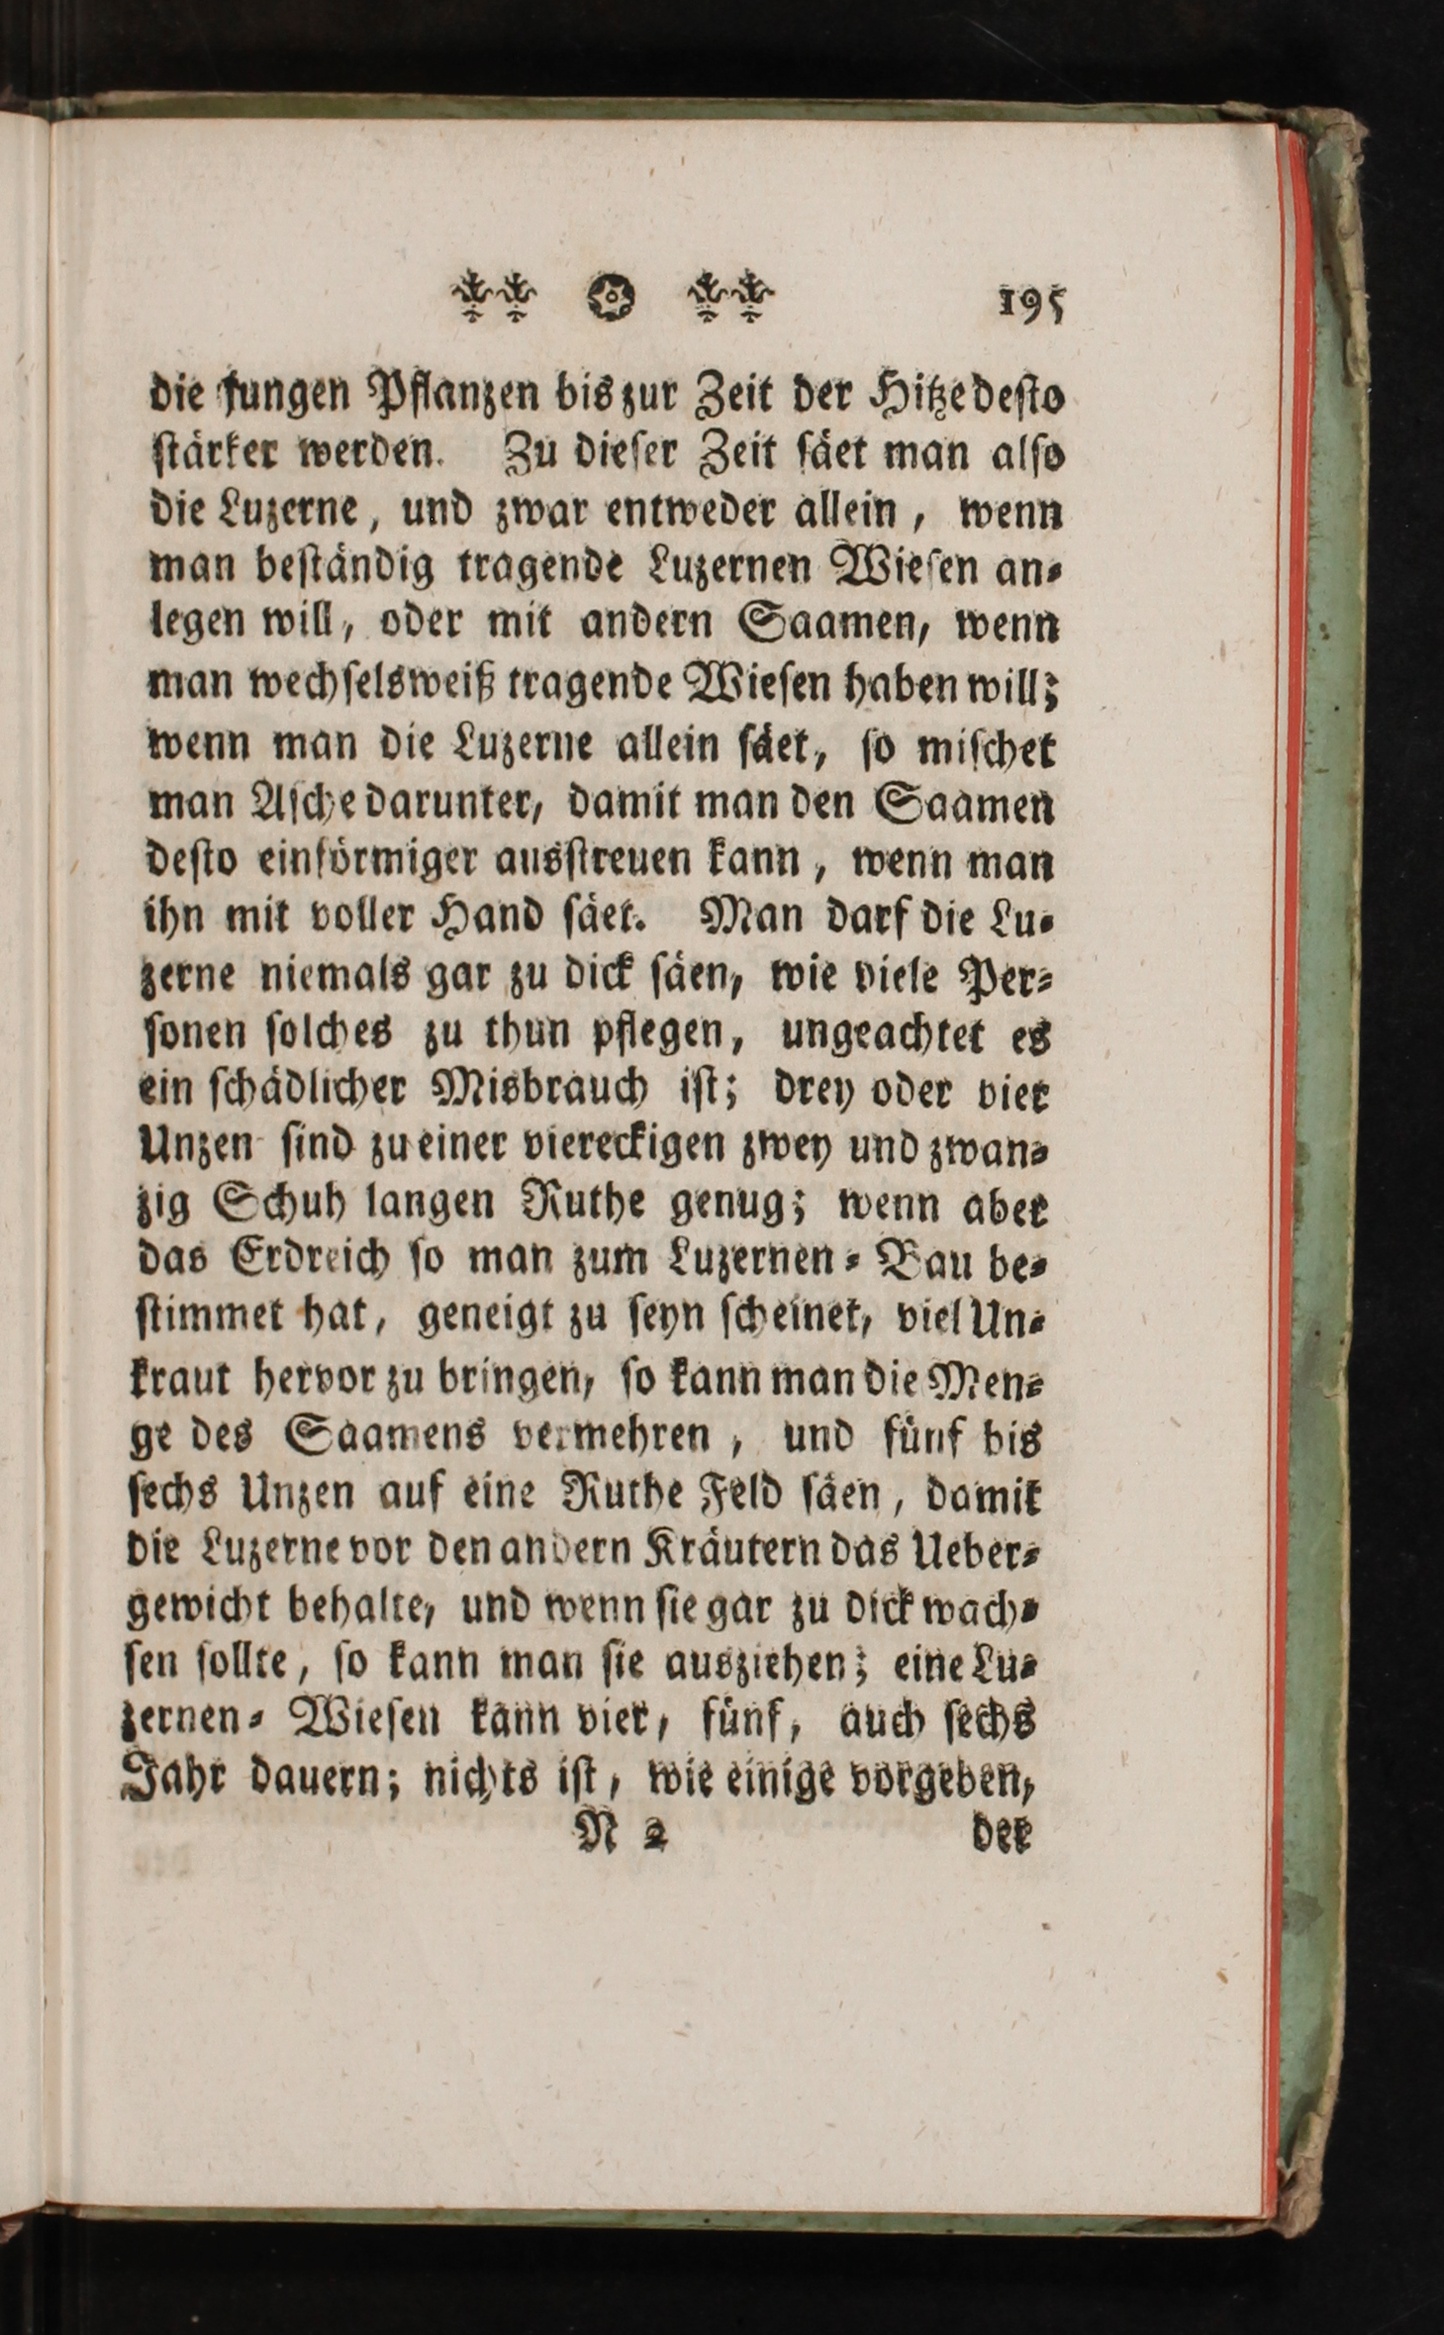 195
die jungen Pflanzen bis zur Zeit der Hitze desto
stärker werden. Zu dieser Zeit säet man also
die Luzerne, und zwar entweder allein, wenn
man beständig tragende Luzernen Wiesen an-
legen will, oder mit andern Saamen, wenn
man wechselsweiß tragende Wiesen haben will;
wenn man die Luzerne allein säet, so mischet
man Asche darunter, damit man den Saamen
desto einförmiger ausstreuen kann, wenn man
ihn mit voller Hand säet. Man darf die Lu-
zerne niemals gar zu dick säen, wie viele Per-
sonen solches zu thun pflegen, ungeachtet es
ein schädlicher Misbrauch ist; drey oder vier
Unzen sind zu einer viereckigen zwey und zwan-
zig Schuh langen Ruthe genug; wenn aber
das Erdreich so man zum Luzernen-Bau be-
stimmet hat, geneigt zu seyn scheinet, viel Un-
kraut hervor zu bringen, so kann man die Men-
ge des Saamens vermehren, und fünf bis
sechs Unzen auf eine Ruthe Feld säen, damit
die Luzerne vor den andern Kräutern das Ueber-
gewicht behalte, und wenn sie gar zu dick wach-
sen sollte, so kann man sie ausziehen; eine Lu-
zernen-Wiesen kann vier, fünf, auch sechs
Jahr dauern; nichts ist, wie einige vorgeben,
N 2 der